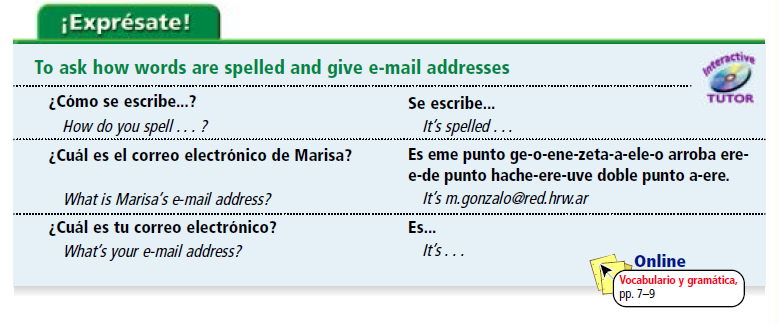 ¡Exprésate!
To ask how words are spelled and give e-mail addresses
Interactive
TUTOR
¿Cómo se escribe...?
Se escribe...
How do you spell . . . ?
It's spelled . . .
¿Cuál es el correo electrónico de Marisa?
Es eme punto ge-o-ene-zeta-a-ele-o arroba ere-
e-de punto hache-ere-uve doble punto a-ere.
What is Marisa's e-mail address?
It's m.gonzalo@red.hrw.ar
¿Cuál es tu correo electrónico?
Es...
What's your e-mail address?
It's . . .
Online
Vocabulario y gramática,
pp. 7–9